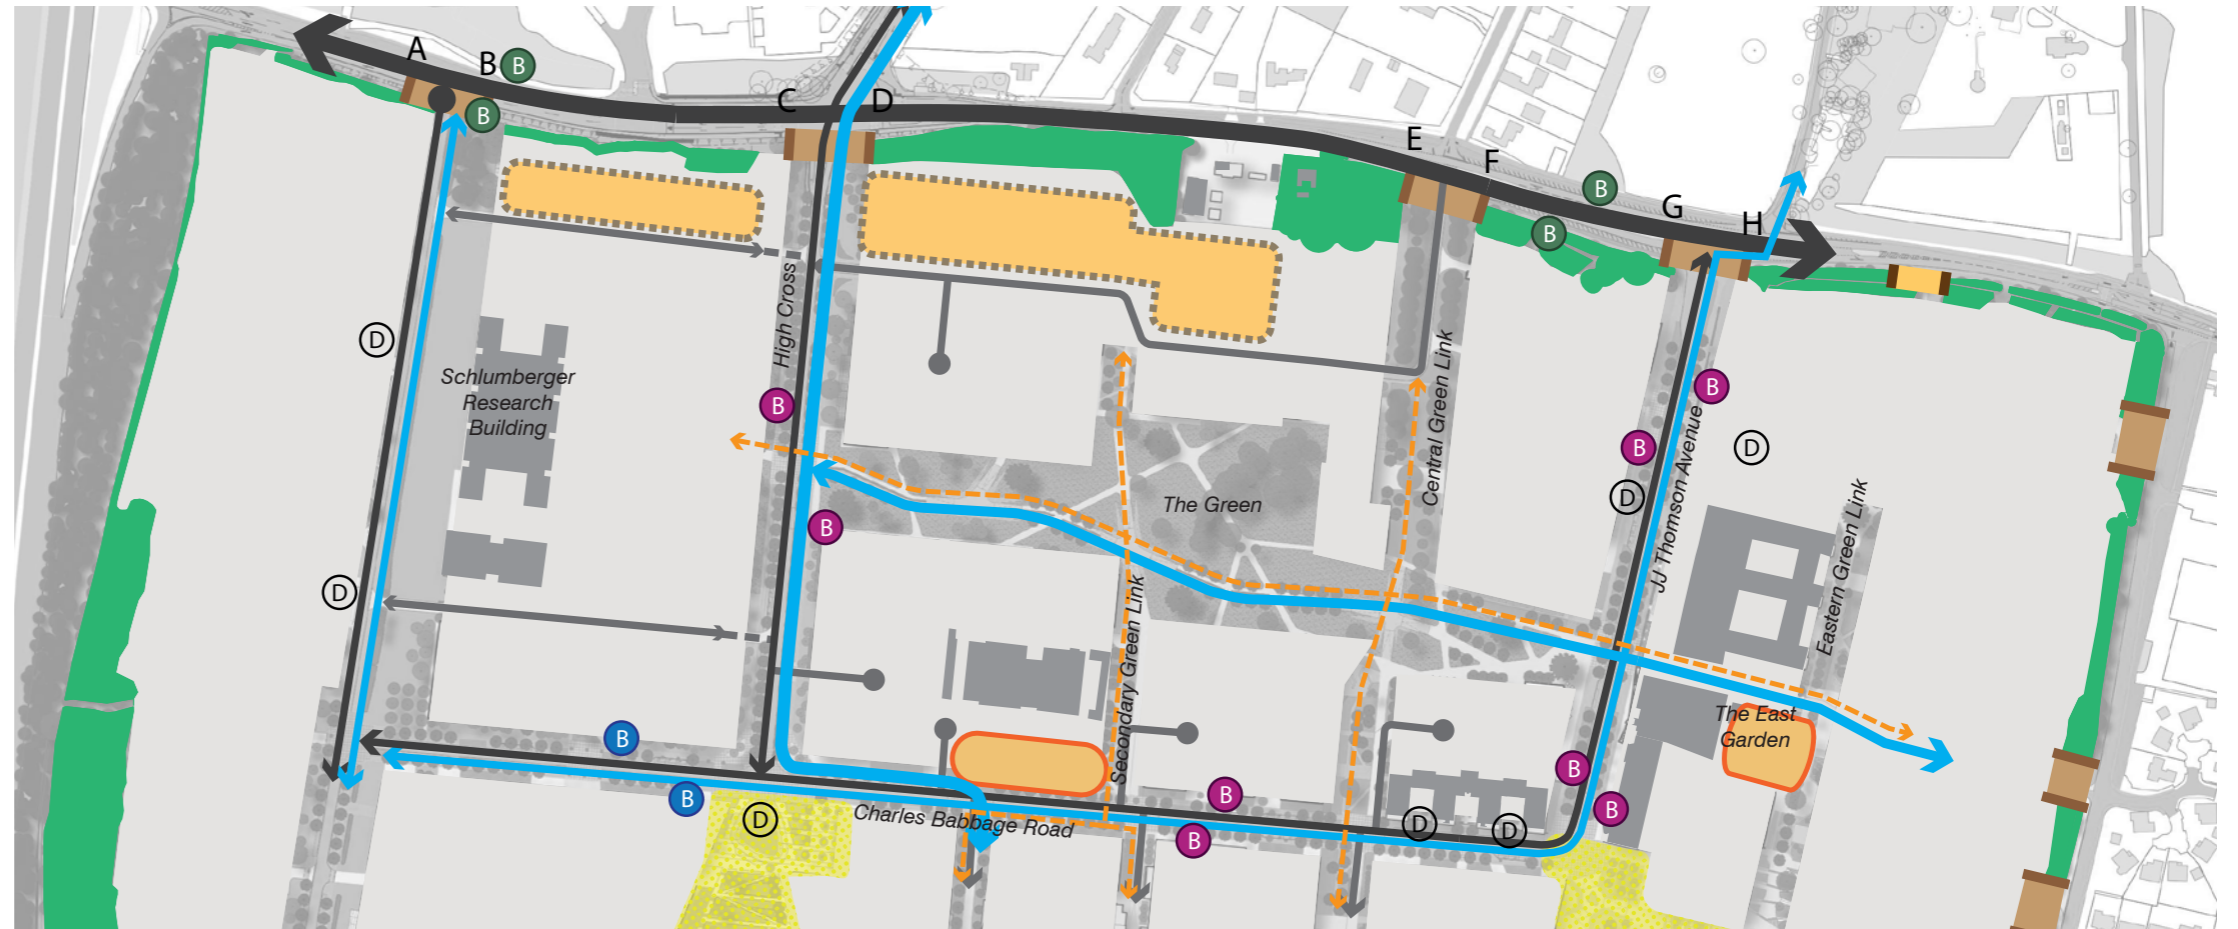 A
B
B
B
C
D
E
F
B
B
G
H
D
Schlumberger
Research
Building
High Cross
B
B
The Green
Central Green Link
B
B
D
D
JJ Thomson Avenue
Eastern Green Link
D
Secondary Green Link
The East
Garden
B
B
D
Charles Babbage Road
B
B
D
D
B
B